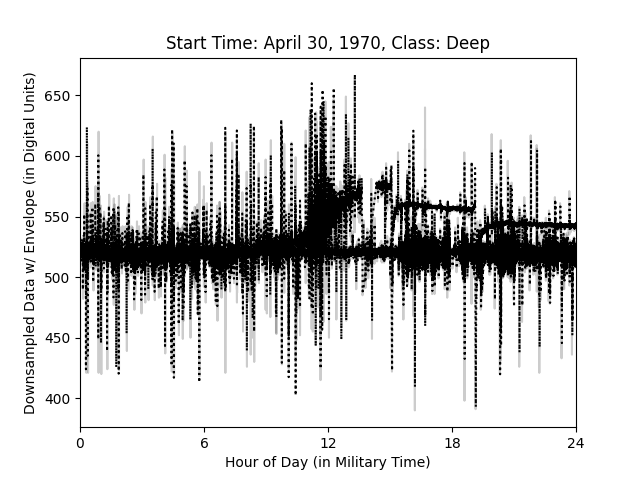 Start Time: April 30, 1970, Class: Deep
Downsampled Data w/ Envelope (in Digital Units)
650
600
550
500
450
400
0 6 12 18 24
Hour of Day (in Military Time)